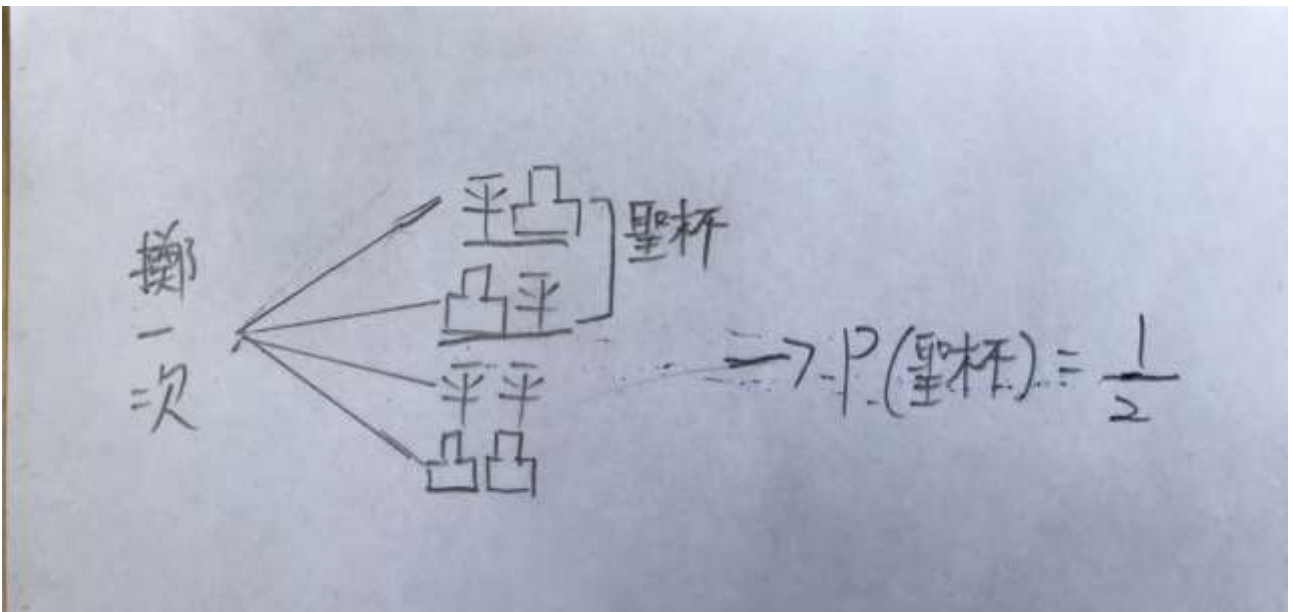 擲一次
平凸
凸平
聖杯
平平
凸凸
→ P(聖杯) = 1/2